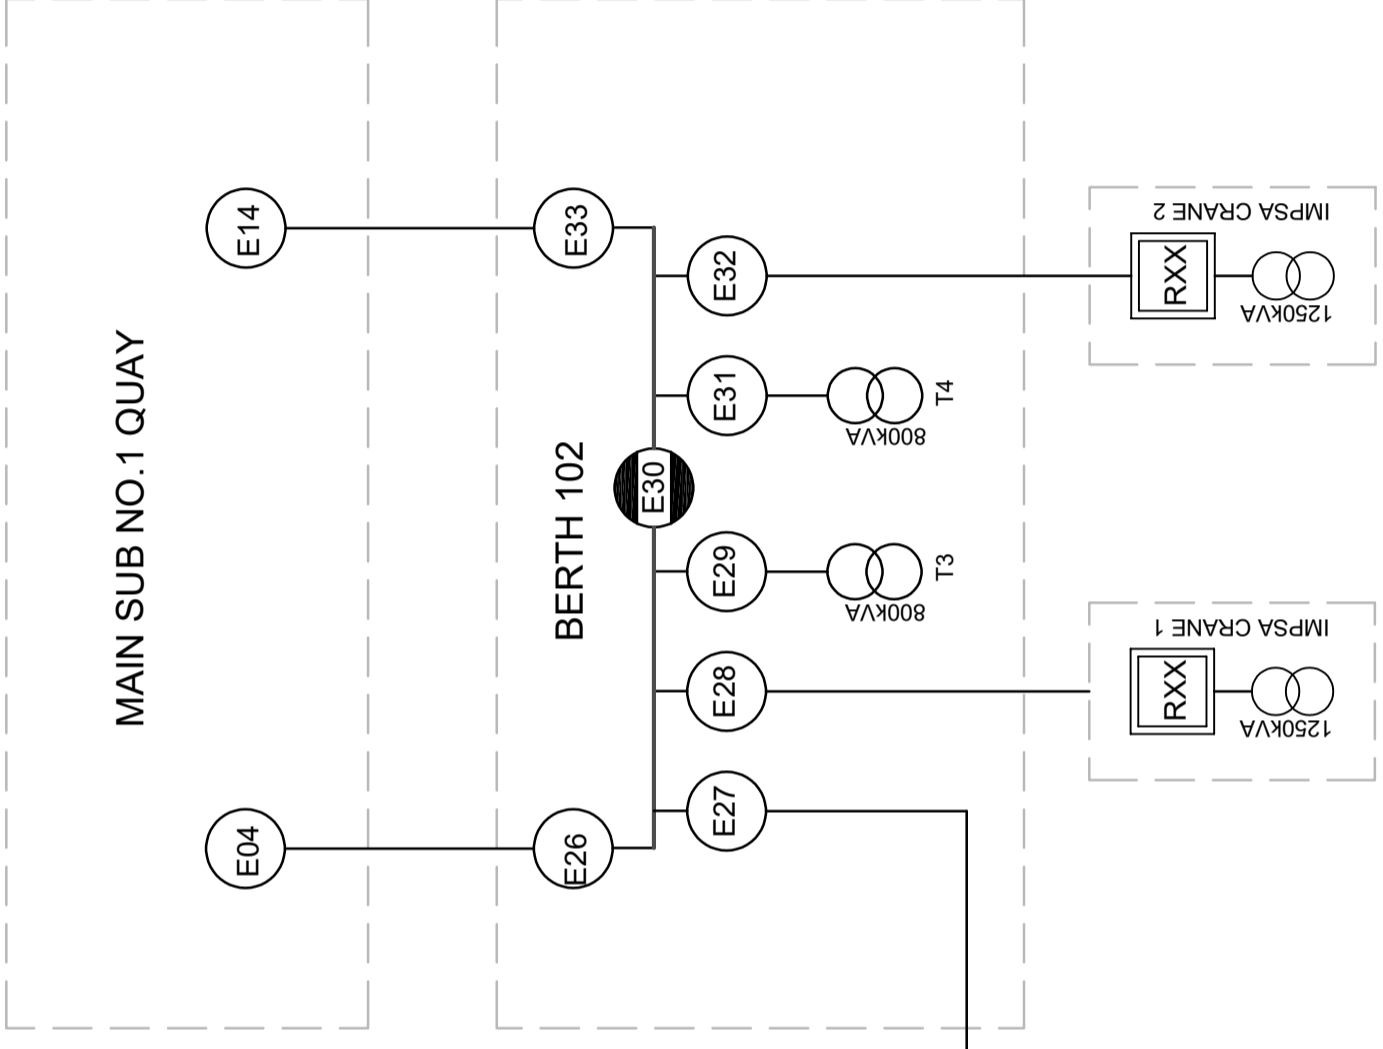 MAIN SUB NO.1 QUAY
E04
E14
BERTH 102
E26
E33
E30
E27
E28
E29
E31
E32
800kVA
T3
800kVA
T4
IMPSA CRANE 1
RXX
1250kVA
IMPSA CRANE 2
RXX
1250kVA